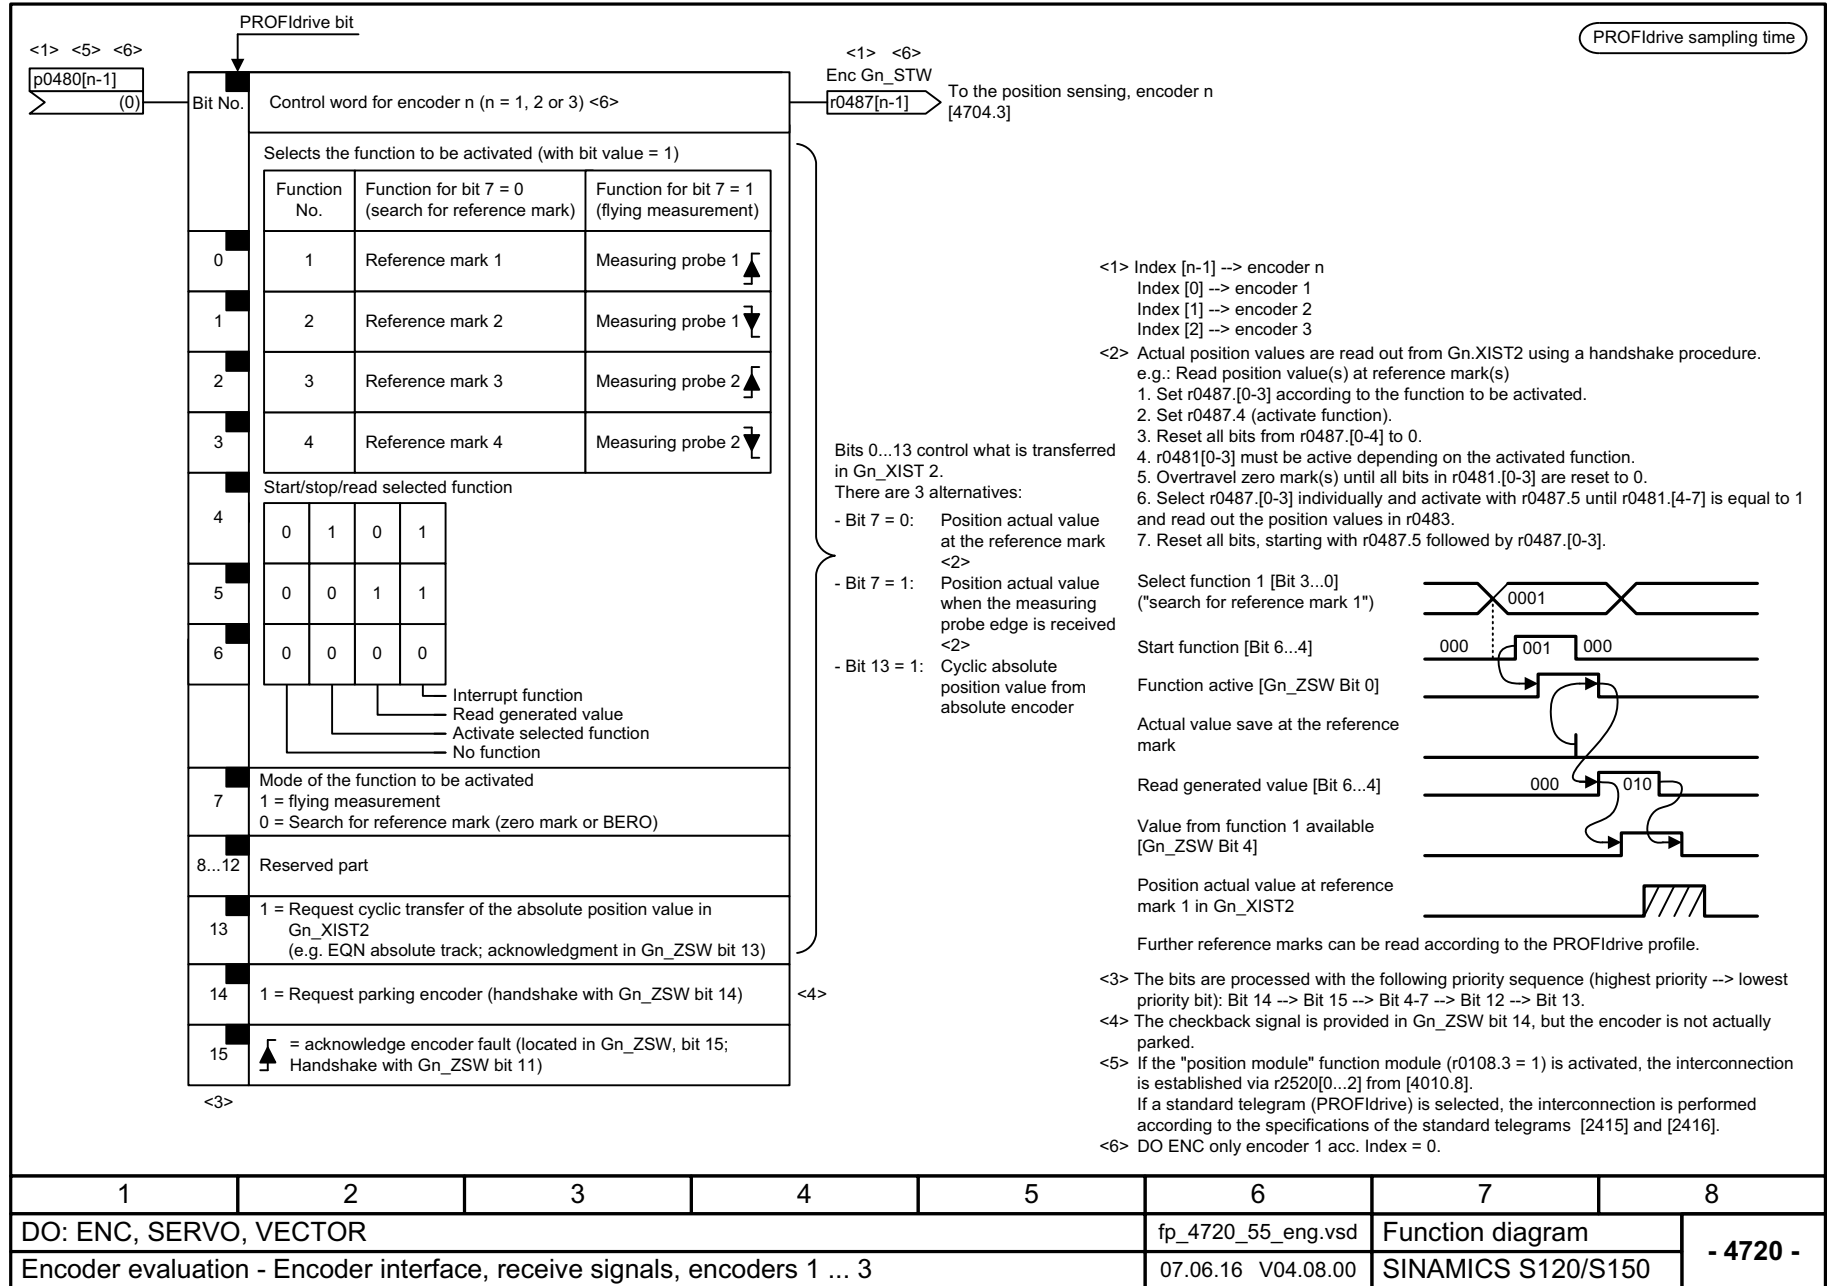 PROFIdrive bit
<1> <5> <6>
p0480[n-1]
(0)
Bit No.
Control word for encoder n (n = 1, 2 or 3) <6>
<1> <6>
Enc Gn_STW
r0487[n-1]
To the position sensing, encoder n
[4704.3]
PROFIdrive sampling time
Selects the function to be activated (with bit value = 1)
Function
No.
Function for bit 7 = 0
(search for reference mark)
Function for bit 7 = 1
(flying measurement)
0
1
Reference mark 1
Measuring probe 1
1
2
Reference mark 2
Measuring probe 1
2
3
Reference mark 3
Measuring probe 2
3
4
Reference mark 4
Measuring probe 2
Start/stop/read selected function
4
0 1 0 1
5
0 0 1 1
6
0 0 0 0
Interrupt function
Read generated value
Activate selected function
No function
7
Mode of the function to be activated
1 = flying measurement
0 = Search for reference mark (zero mark or BERO)
8...12
Reserved part
13
1 = Request cyclic transfer of the absolute position value in
Gn_XIST2
(e.g. EQN absolute track; acknowledgment in Gn_ZSW bit 13)
14
1 = Request parking encoder (handshake with Gn_ZSW bit 14)
<4>
15
= acknowledge encoder fault (located in Gn_ZSW, bit 15;
Handshake with Gn_ZSW bit 11)
<3>
Bits 0...13 control what is transferred
in Gn_XIST 2.
There are 3 alternatives:
- Bit 7 = 0: Position actual value
at the reference mark
<2>
- Bit 7 = 1: Position actual value
when the measuring
probe edge is received
<2>
- Bit 13 = 1: Cyclic absolute
position value from
absolute encoder
<1> Index [n-1] --> encoder n
Index [0] --> encoder 1
Index [1] --> encoder 2
Index [2] --> encoder 3
<2> Actual position values are read out from Gn.XIST2 using a handshake procedure.
e.g.: Read position value(s) at reference mark(s)
1. Set r0487.[0-3] according to the function to be activated.
2. Set r0487.4 (activate function).
3. Reset all bits from r0487.[0-4] to 0.
4. r0481[0-3] must be active depending on the activated function.
5. Overtravel zero mark(s) until all bits in r0481.[0-3] are reset to 0.
6. Select r0487.[0-3] individually and activate with r0487.5 until r0481.[4-7] is equal to 1
and read out the position values in r0483.
7. Reset all bits, starting with r0487.5 followed by r0487.[0-3].
Select function 1 [Bit 3...0]
("search for reference mark 1")
0001
Start function [Bit 6...4]
000 001 000
Function active [Gn_ZSW Bit 0]
Actual value save at the reference
mark
Read generated value [Bit 6...4]
000 010
Value from function 1 available
[Gn_ZSW Bit 4]
Position actual value at reference
mark 1 in Gn_XIST2
Further reference marks can be read according to the PROFIdrive profile.
<3> The bits are processed with the following priority sequence (highest priority --> lowest
priority bit): Bit 14 --> Bit 15 --> Bit 4-7 --> Bit 12 --> Bit 13.
<4> The checkback signal is provided in Gn_ZSW bit 14, but the encoder is not actually
parked.
<5> If the "position module" function module (r0108.3 = 1) is activated, the interconnection
is established via r2520[0...2] from [4010.8].
If a standard telegram (PROFIdrive) is selected, the interconnection is performed
according to the specifications of the standard telegrams [2415] and [2416].
<6> DO ENC only encoder 1 acc. Index = 0.
1 2 3 4 5 6 7 8
DO: ENC, SERVO, VECTOR
fp_4720_55_eng.vsd
Function diagram
- 4720 -
Encoder evaluation - Encoder interface, receive signals, encoders 1 ... 3
07.06.16 V04.08.00
SINAMICS S120/S150